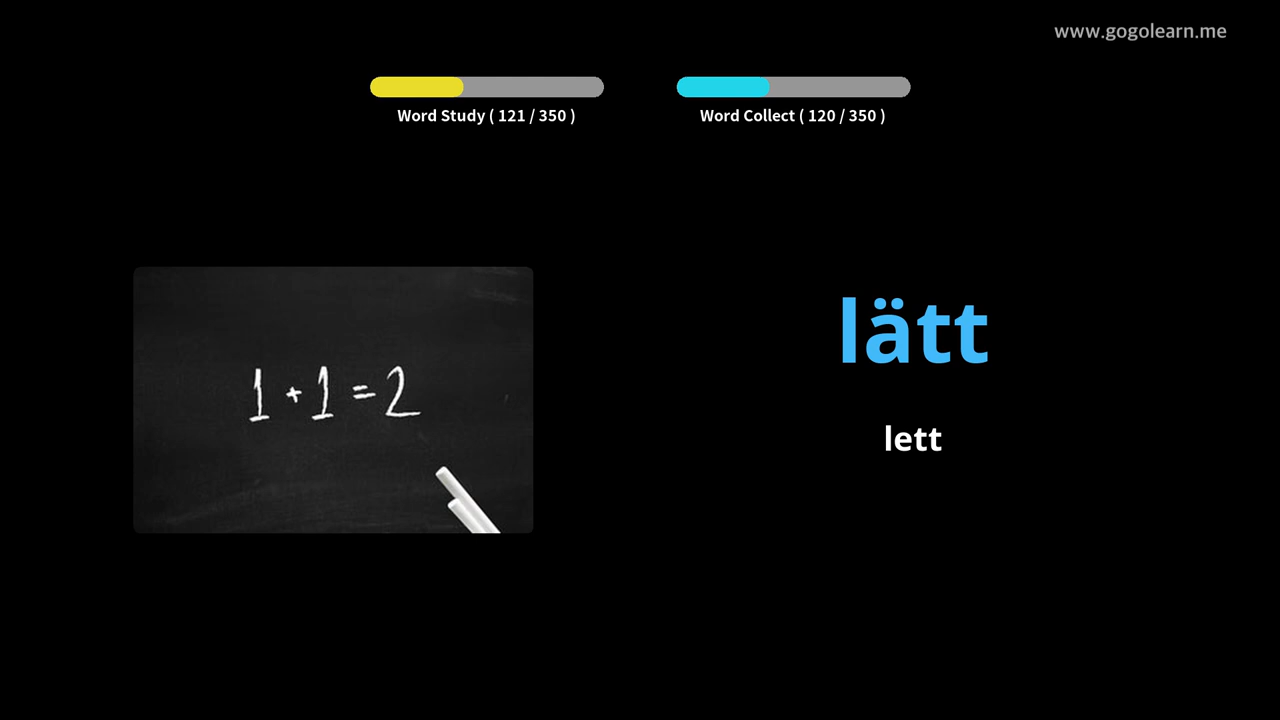 www.gogolearn.me
Word Study ( 121 / 350 )
Word Collect ( 120 / 350 )
1 + 1 = 2
lätt
lett